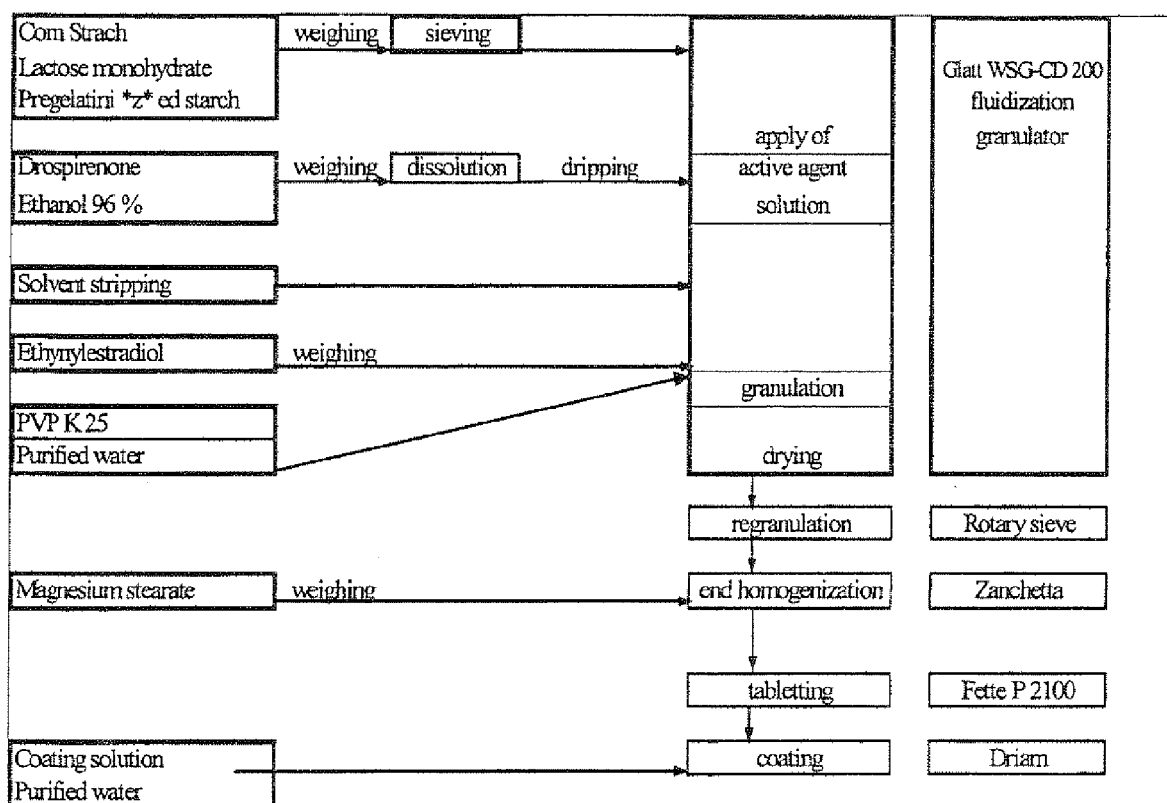 Corn Strach weighing sieving
Lactose monohydrate Glatt WSG-CD 200
Pregelatini *z* ed starch fluidization
apply of granulator
Drospirenone weighing dissolution dripping active agent
Ethanol 96 % solution
Solvent stripping
Ethynylestradiol weighing
granulation
PVP K 25
Purified water drying
regranulation Rotary sieve
Magnesium stearate weighing end homogenization Zanchetta
tabletting Fette P 2100
Coating solution coating Driam
Purified water